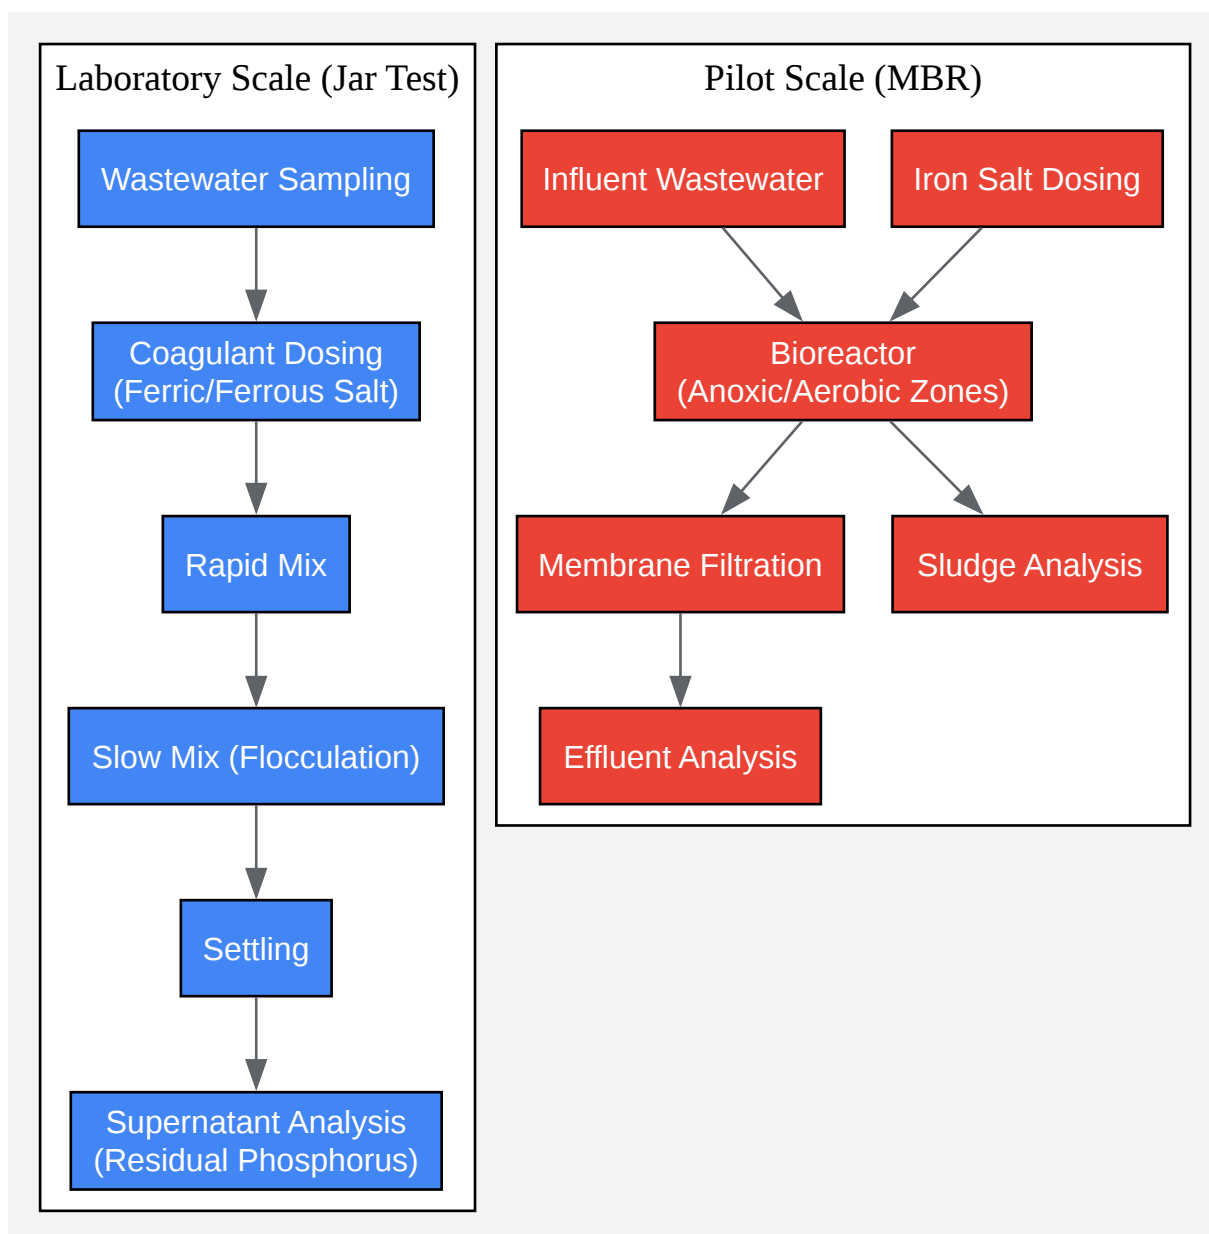 Laboratory Scale (Jar Test)
Wastewater Sampling
Coagulant Dosing
(Ferric/Ferrous Salt)
Rapid Mix
Slow Mix (Flocculation)
Settling
Supernatant Analysis
(Residual Phosphorus)
Pilot Scale (MBR)
Influent Wastewater
Iron Salt Dosing
Bioreactor
(Anoxic/Aerobic Zones)
Membrane Filtration
Sludge Analysis
Effluent Analysis